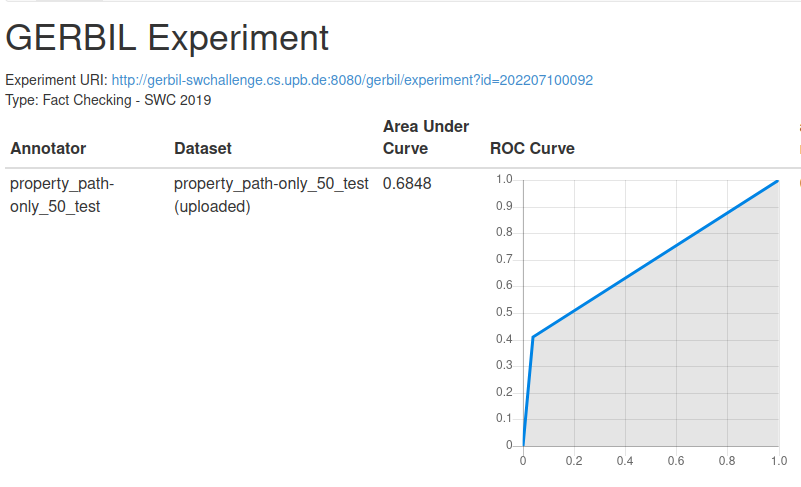 GERBIL Experiment
Experiment URI: http://gerbil-swchallenge.cs.upb.de:8080/gerbil/experiment?id=202207100092
Type: Fact Checking - SWC 2019
Annotator Dataset Area Under Curve ROC Curve
property_path-only_50_test property_path-only_50_test (uploaded) 0.6848
1.0
0.9
0.8
0.7
0.6
0.5
0.4
0.3
0.2
0.1
0
0 0.2 0.4 0.6 0.8 1.0